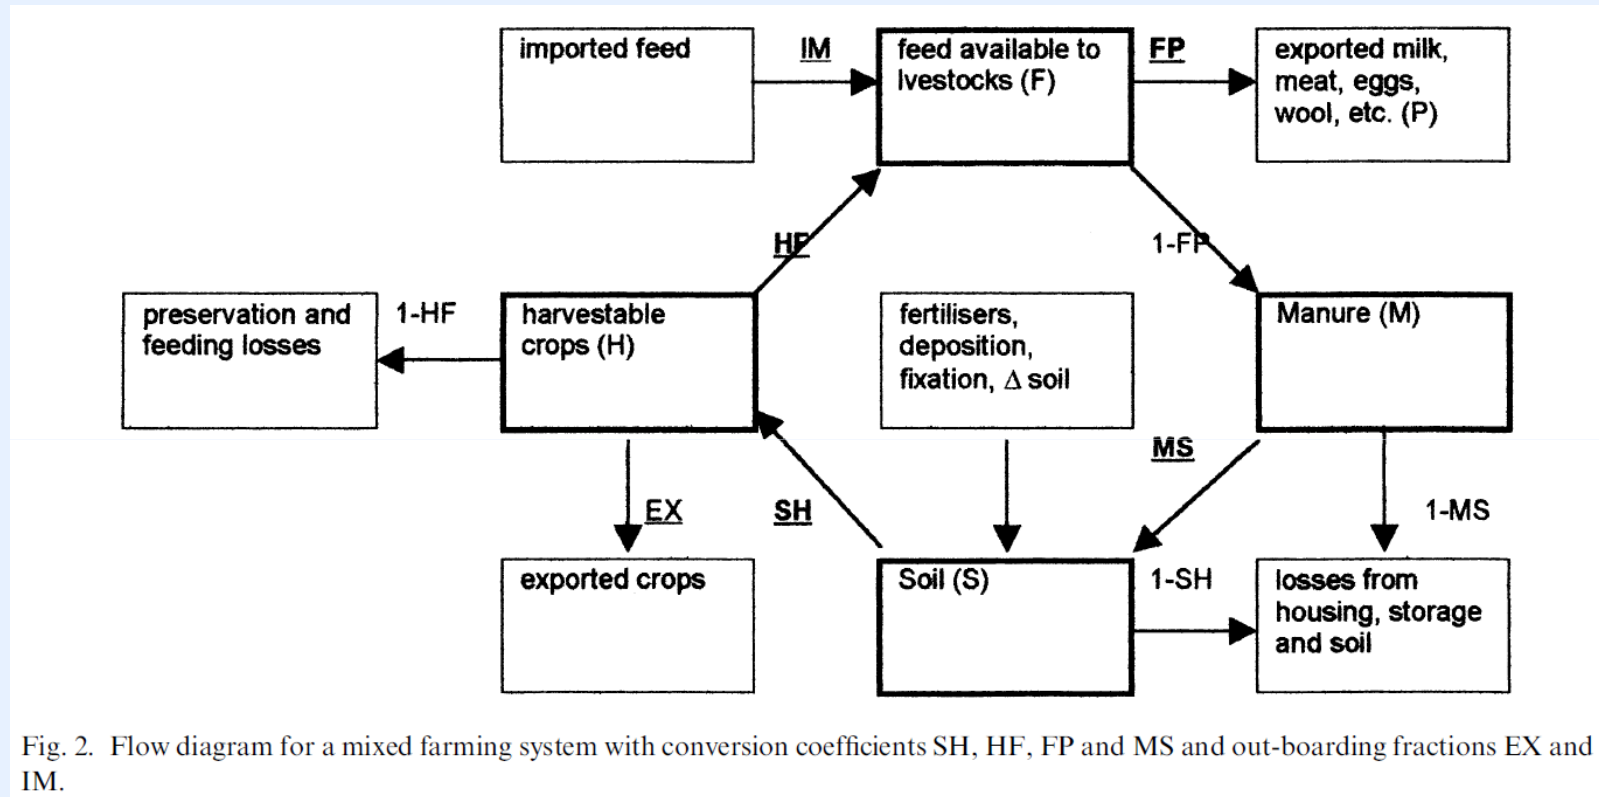 imported feed
IM
feed available to
lvestocks (F)
FP
exported milk,
meat, eggs,
wool, etc. (P)
HF
1-FP
preservation and
feeding losses
1-HF
harvestable
crops (H)
fertilisers,
deposition,
fixation, Δ soil
Manure (M)
MS
EX
SH
1-MS
exported crops
Soil (S)
1-SH
losses from
housing, storage
and soil
Fig. 2. Flow diagram for a mixed farming system with conversion coefficients SH, HF, FP and MS and out-boarding fractions EX and
IM.